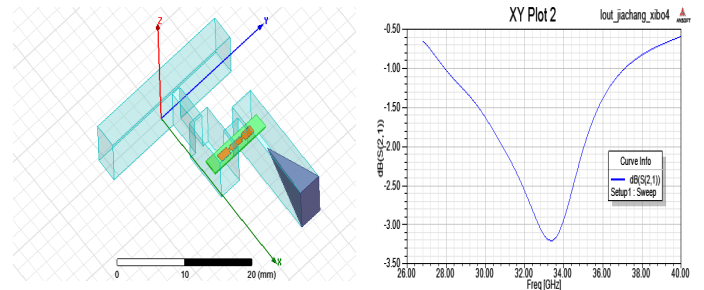 Z
Y
X
0
10
20 (mm)
XY Plot 2
lout_jiachang_xibo4
ANSOFT
-0.50
-1.00
-1.50
-2.00
-2.50
-3.00
-3.50
dB(S(2,1))
Curve Info
dB(S(2,1))
Setup1 : Sweep
26.00
28.00
30.00
32.00
34.00
36.00
38.00
40.00
Freq [GHz]